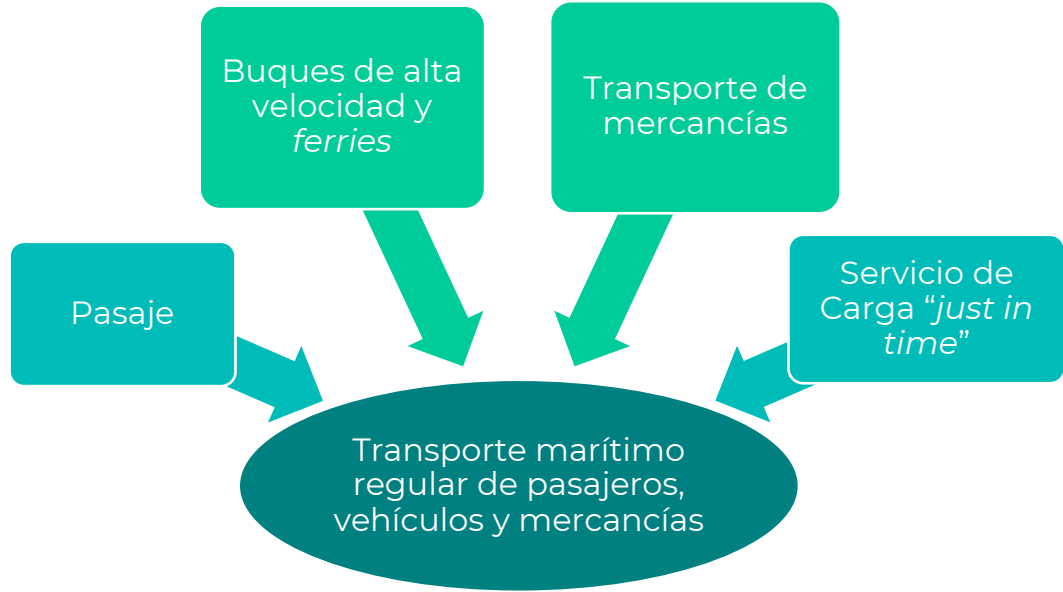 Buques de alta
velocidad y
ferries
Transporte de
mercancías
Pasaje
Servicio de
Carga “just in
time”
Transporte marítimo
regular de pasajeros,
vehículos y mercancías